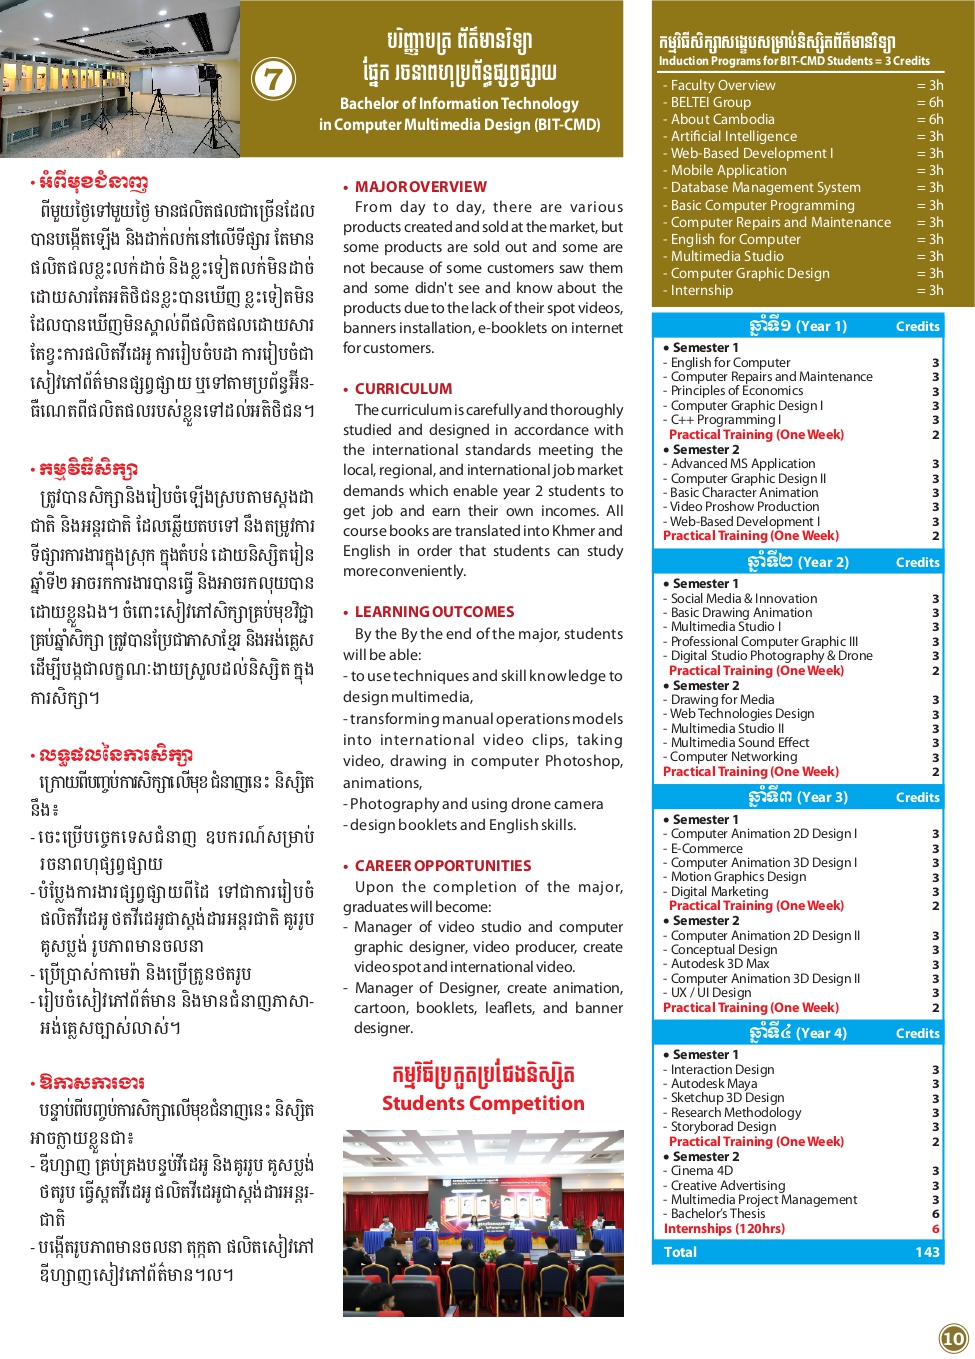 7
បរិញ្ញាបត្រ ព័ត៌មានវិទ្យា
ផ្នែក រចនាពហុប្រព័ន្ធផ្សព្វផ្សាយ
Bachelor of Information Technology
in Computer Multimedia Design (BIT-CMD)
• អំពីមុខជំនាញ
ពីមួយថ្ងៃទៅមួយថ្ងៃ មានផលិតផលជាច្រើនដែល
បានបង្កើតឡើង និងដាក់លក់នៅលើទីផ្សារ តែមាន
ផលិតផលខ្លះលក់ដាច់ និងខ្លះទៀតលក់មិនដាច់
ដោយសារតែអតិថិជនខ្លះបានឃើញ ខ្លះទៀតមិន
ដែលបានឃើញមិនស្គាល់ពីផលិតផលដោយសារ
តែខ្វះការផលិតវីដេអូ ការរៀបចំបដា ការរៀបចំជា
សៀវភៅព័ត៌មានផ្សព្វផ្សាយ ឬទៅតាមប្រព័ន្ធអ៊ីន-
ធឺណេតពីផលិតផលរបស់ខ្លួនទៅដល់អតិថិជន។
• កម្មវិធីសិក្សា
ត្រូវបានសិក្សានិងរៀបចំឡើងស្របតាមស្តង់ដា
ជាតិ និងអន្តរជាតិ ដែលឆ្លើយតបទៅ នឹងតម្រូវការ
ទីផ្សារការងារក្នុងស្រុក ក្នុងតំបន់ ដោយនិស្សិតរៀន
ឆ្នាំទី២ អាចរកការងារបានធ្វើ និងអាចរកលុយបាន
ដោយខ្លួនឯង។ ចំពោះសៀវភៅសិក្សាគ្រប់មុខវិជ្ជា
គ្រប់ឆ្នាំសិក្សា ត្រូវបានប្រែជាភាសាខ្មែរ និងអង់គ្លេស
ដើម្បីបង្កជាលក្ខណៈងាយស្រួលដល់និស្សិត ក្នុង
ការសិក្សា។
• លទ្ធផលនៃការសិក្សា
ក្រោយពីបញ្ចប់ការសិក្សាលើមុខជំនាញនេះ និស្សិត
នឹង៖
- ចេះប្រើបច្ចេកទេសជំនាញ ឧបករណ៍សម្រាប់
រចនាពហុផ្សព្វផ្សាយ
- បំប្លែងការងារផ្សព្វផ្សាយពីដៃ ទៅជាការរៀបចំ
ផលិតវីដេអូ ថតវីដេអូជាស្តង់ដារអន្តរជាតិ គូររូប
គូសប្លង់ រូបភាពមានចលនា
- ប្រើប្រាស់កាមេរ៉ា និងប្រើដ្រូនថតរូប
- រៀបចំសៀវភៅព័ត៌មាន និងមានជំនាញភាសា-
អង់គ្លេសច្បាស់លាស់។
• ឱកាសការងារ
បន្ទាប់ពីបញ្ចប់ការសិក្សាលើមុខជំនាញនេះ និស្សិត
អាចក្លាយខ្លួនជា៖
- ឌីហ្សាញ គ្រប់គ្រងបន្ទប់វីដេអូ និងគូររូប គូសប្លង់
ថតរូប ធ្វើស្ពតវីដេអូ ផលិតវីដេអូជាស្តង់ដារអន្តរ-
ជាតិ
- បង្កើតរូបភាពមានចលនា តុក្កតា ផលិតសៀវភៅ
ឌីហ្សាញសៀវភៅព័ត៌មាន។ល។
• MAJOR OVERVIEW
From day to day, there are various
products created and sold at the market, but
some products are sold out and some are
not because of some customers saw them
and some didn't see and know about the
products due to the lack of their spot videos,
banners installation, e-booklets on internet
for customers.
• CURRICULUM
The curriculum is carefully and thoroughly
studied and designed in accordance with
the international standards meeting the
local, regional, and international job market
demands which enable year 2 students to
get job and earn their own incomes. All
course books are translated into Khmer and
English in order that students can study
more conveniently.
• LEARNING OUTCOMES
By the By the end of the major, students
will be able:
- to use techniques and skill knowledge to
design multimedia,
- transforming manual operations models
into international video clips, taking
video, drawing in computer Photoshop,
animations,
- Photography and using drone camera
- design booklets and English skills.
• CAREER OPPORTUNITIES
Upon the completion of the major,
graduates will become:
- Manager of video studio and computer
graphic designer, video producer, create
video spot and international video.
- Manager of Designer, create animation,
cartoon, booklets, leaflets, and banner
designer.
កម្មវិធីប្រកួតប្រជែងនិស្សិត
Students Competition
កម្មវិធីសិក្សាសង្ខេបសម្រាប់និស្សិតព័ត៌មានវិទ្យា
Induction Programs for BIT-CMD Students = 3 Credits
- Faculty Overview = 3h
- BELTEI Group = 6h
- About Cambodia = 6h
- Artificial Intelligence = 3h
- Web-Based Development I = 3h
- Mobile Application = 3h
- Database Management System = 3h
- Basic Computer Programming = 3h
- Computer Repairs and Maintenance = 3h
- English for Computer = 3h
- Multimedia Studio = 3h
- Computer Graphic Design = 3h
- Internship = 3h
ឆ្នាំទី១ (Year 1) Credits
• Semester 1
- English for Computer 3
- Computer Repairs and Maintenance 3
- Principles of Economics 3
- Computer Graphic Design I 3
- C++ Programming I 3
Practical Training (One Week) 2
• Semester 2
- Advanced MS Application 3
- Computer Graphic Design II 3
- Basic Character Animation 3
- Video Proshow Production 3
- Web-Based Development I 3
Practical Training (One Week) 2
ឆ្នាំទី២ (Year 2) Credits
• Semester 1
- Social Media & Innovation 3
- Basic Drawing Animation 3
- Multimedia Studio I 3
- Professional Computer Graphic III 3
- Digital Studio Photography & Drone 3
Practical Training (One Week) 2
• Semester 2
- Drawing for Media 3
- Web Technologies Design 3
- Multimedia Studio II 3
- Multimedia Sound Effect 3
- Computer Networking 3
Practical Training (One Week) 2
ឆ្នាំទី៣ (Year 3) Credits
• Semester 1
- Computer Animation 2D Design I 3
- E-Commerce 3
- Computer Animation 3D Design I 3
- Motion Graphics Design 3
- Digital Marketing 3
Practical Training (One Week) 2
• Semester 2
- Computer Animation 2D Design II 3
- Conceptual Design 3
- Autodesk 3D Max 3
- Computer Animation 3D Design II 3
- UX / UI Design 3
Practical Training (One Week) 2
ឆ្នាំទី៤ (Year 4) Credits
• Semester 1
- Interaction Design 3
- Autodesk Maya 3
- Sketchup 3D Design 3
- Research Methodology 3
- Storyborad Design 3
Practical Training (One Week) 2
• Semester 2
- Cinema 4D 3
- Creative Advertising 3
- Multimedia Project Management 3
- Bachelor's Thesis 6
Internships (120hrs) 6
Total 143
10